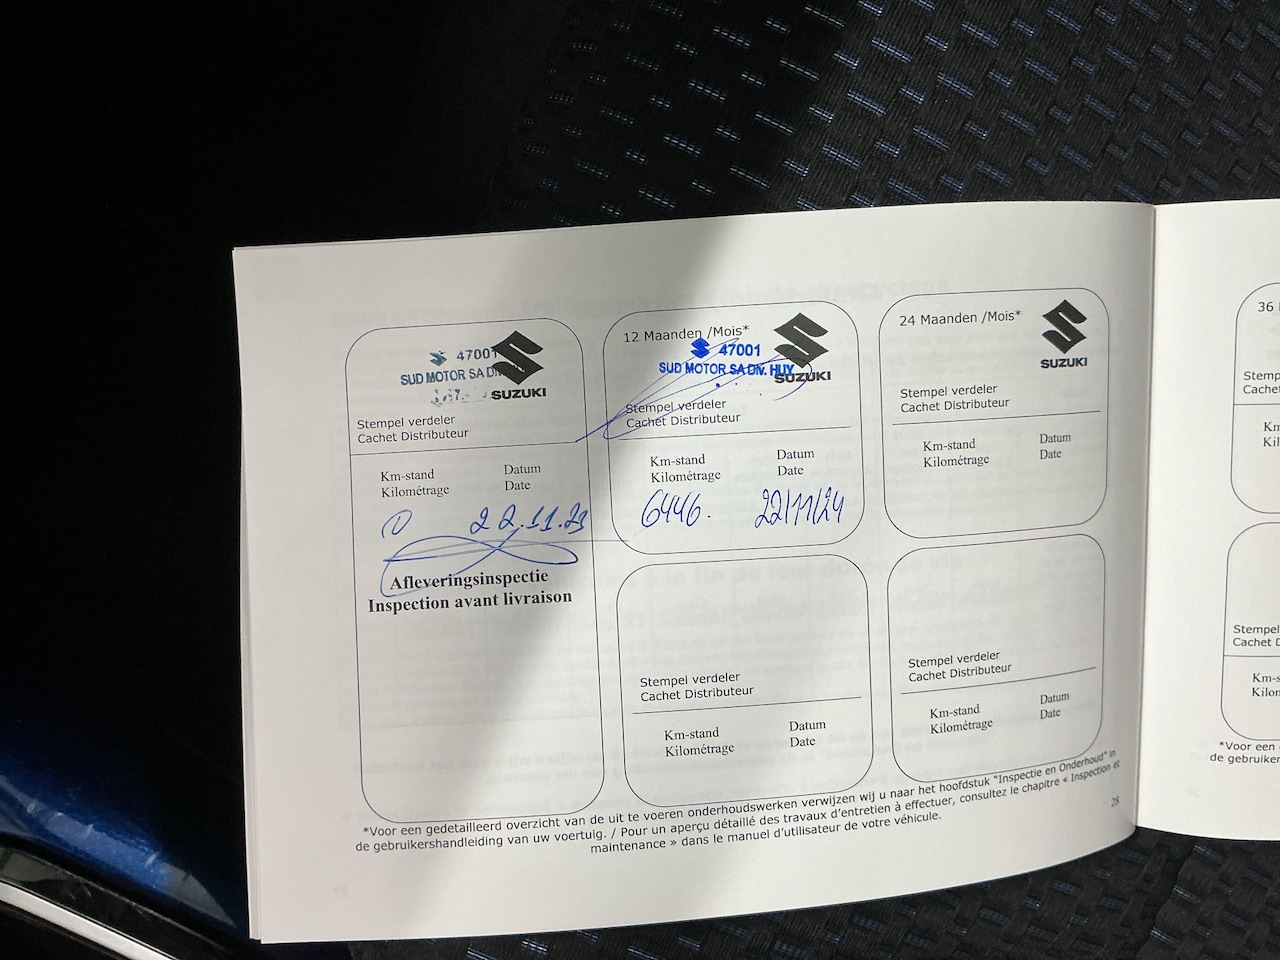 47001
SUD MOTOR SA DIV.
SUZUKI
Stempel verdeler
Cachet Distributeur
Km-stand
Kilométrage
Datum
Date
0
22.11.23
Afleveringsinspectie
Inspection avant livraison
12 Maanden /Mois*
47001
SUD MOTOR SA DIV. HUY
SUZUKI
Stempel verdeler
Cachet Distributeur
Km-stand
Kilométrage
Datum
Date
6446.
22/11/24
Stempel verdeler
Cachet Distributeur
Km-stand
Kilométrage
Datum
Date
24 Maanden /Mois*
SUZUKI
Stempel verdeler
Cachet Distributeur
Km-stand
Kilométrage
Datum
Date
Stempel verdeler
Cachet Distributeur
Km-stand
Kilométrage
Datum
Date
*Voor een gedetailleerd overzicht van de uit te voeren onderhoudswerken verwijzen wij u naar het hoofdstuk "Inspectie en Onderhoud" in
de gebruikershandleiding van uw voertuig. / Pour un aperçu détaillé des travaux d'entretien à effectuer, consultez le chapitre « Inspection et
maintenance » dans le manuel d'utilisateur de votre véhicule.
36
*Voor een